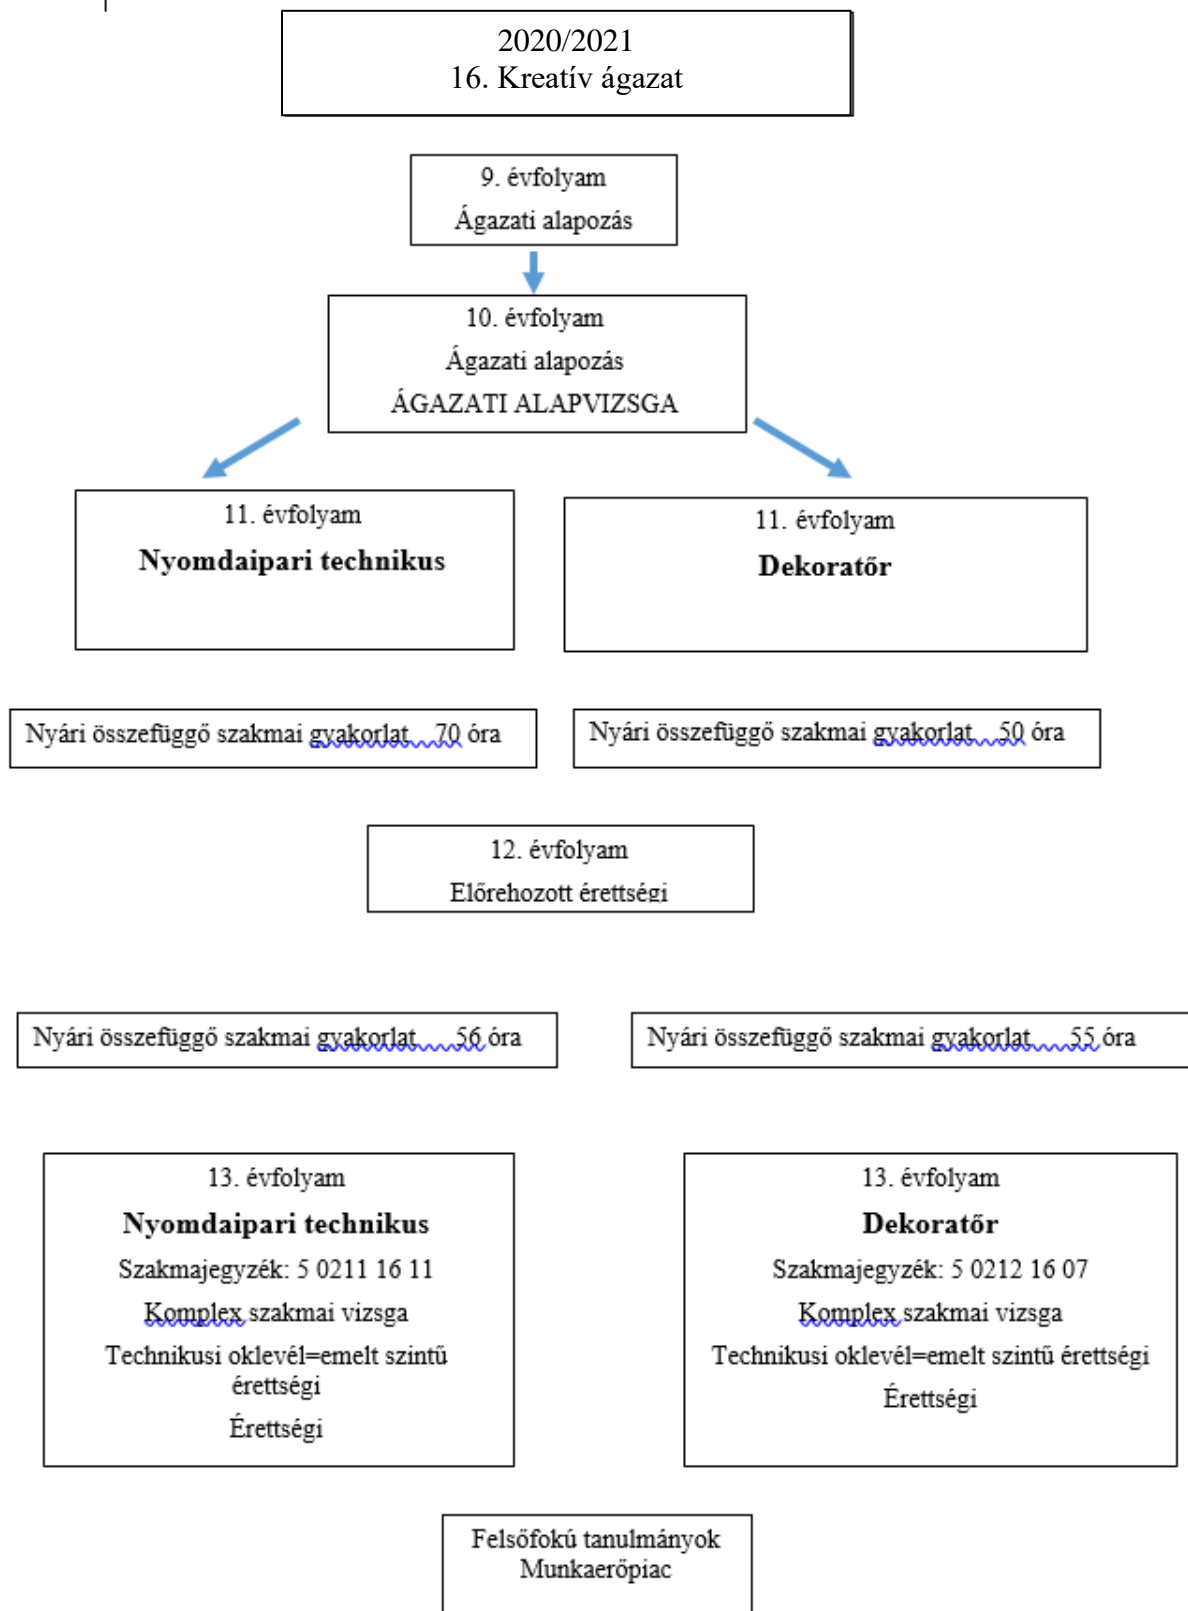 2020/2021
16. Kreatív ágazat
9. évfolyam
Ágazati alapozás
10. évfolyam
Ágazati alapozás
ÁGAZATI ALAPVIZSGA
11. évfolyam
Nyomdaipari technikus
11. évfolyam
Dekoratőr
Nyári összefüggő szakmai gyakorlat 70 óra
Nyári összefüggő szakmai gyakorlat 50 óra
12. évfolyam
Előrehozott érettségi
Nyári összefüggő szakmai gyakorlat 56 óra
Nyári összefüggő szakmai gyakorlat 55 óra
13. évfolyam
Nyomdaipari technikus
Szakmajegyzék: 5 0211 16 11
Komplex szakmai vizsga
Technikusi oklevél=emelt szintű
érettségi
Érettségi
13. évfolyam
Dekoratőr
Szakmajegyzék: 5 0212 16 07
Komplex szakmai vizsga
Technikusi oklevél=emelt szintű érettségi
Érettségi
Felsőfokú tanulmányok
Munkaerőpiac